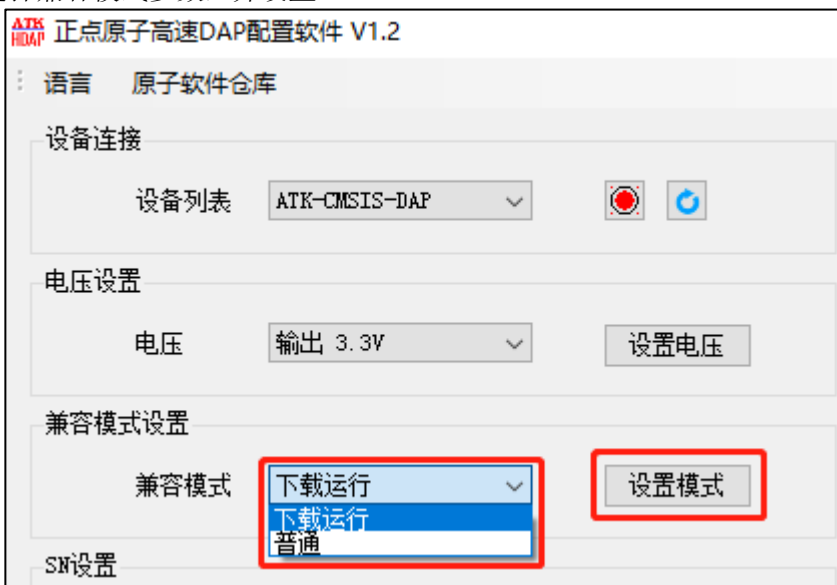 ATK
HDAP 正点原子高速DAP配置软件 V1.2
语言 原子软件仓库
设备连接
设备列表 ATK-CMSIS-DAP
电压设置
电压 输出 3.3V 设置电压
兼容模式设置
兼容模式 下载运行 设置模式
下载运行
普通
SN设置